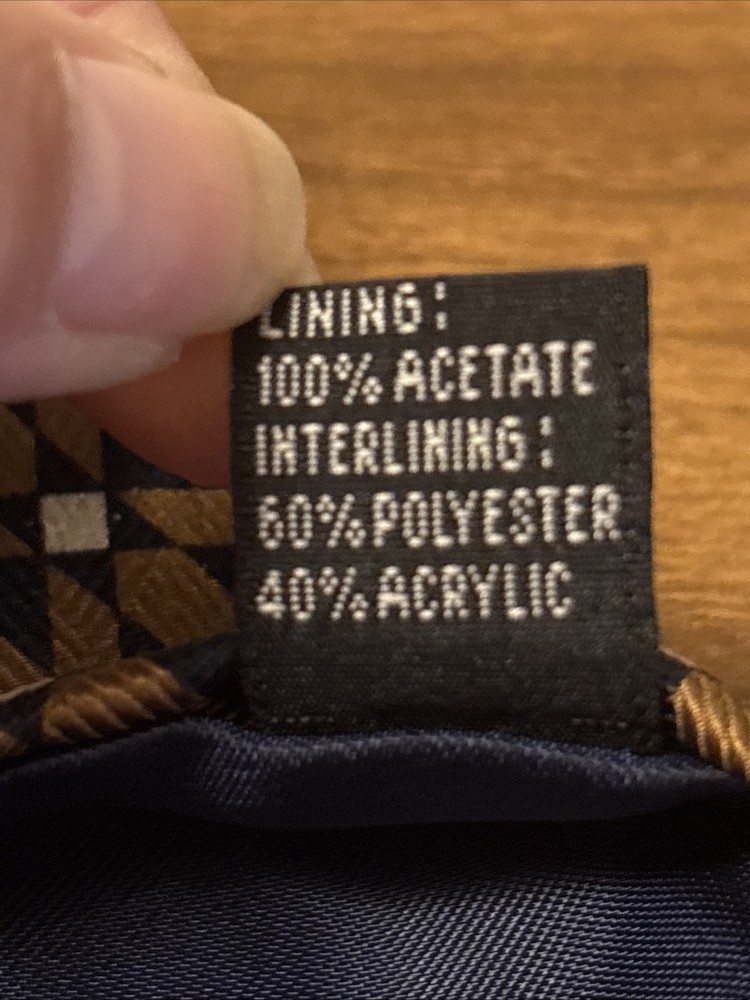 LINING:
100% ACETATE
INTERLINING:
60% POLYESTER
40% ACRYLIC